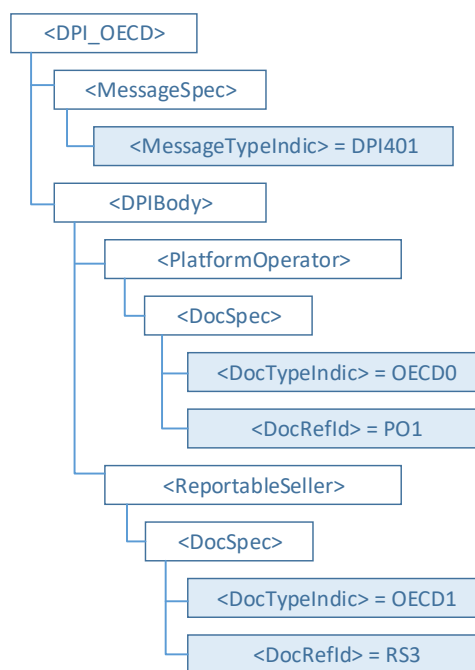 <DPI_OECD>
<MessageSpec>
<MessageTypeIndic> = DPI401
<DPIBody>
<PlatformOperator>
<DocSpec>
<DocTypeIndic> = OECD0
<DocRefId> = PO1
<ReportableSeller>
<DocSpec>
<DocTypeIndic> = OECD1
<DocRefId> = RS3